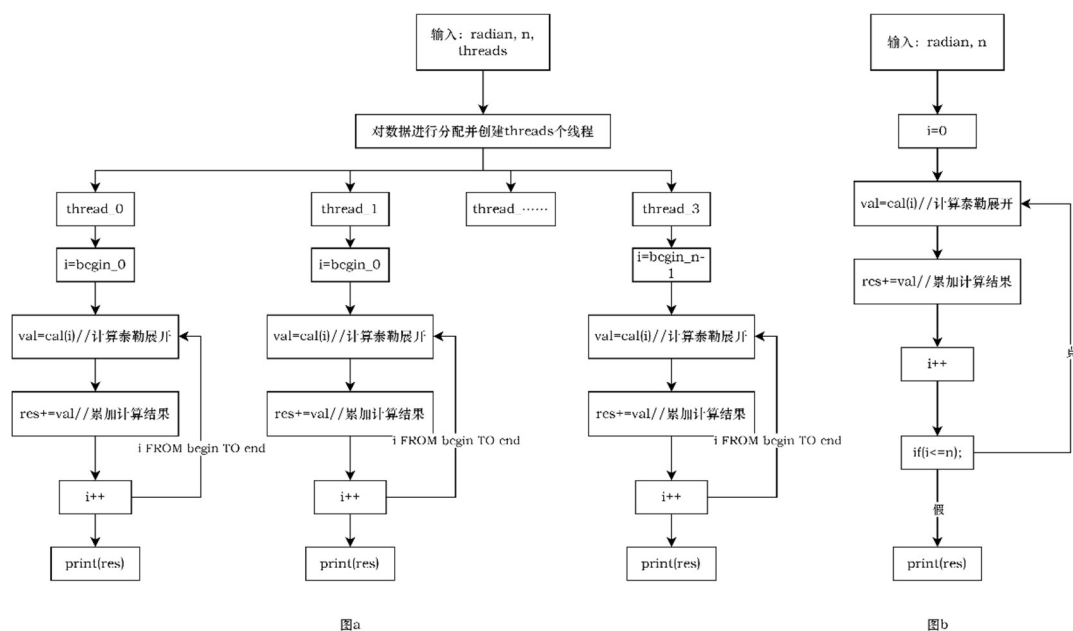 输入：radian, n,
threads
对数据进行分配并创建threads个线程
thread_0
i=begin_0
val=cal(i)//计算泰勒展开
res+=val//累加计算结果
i FROM begin TO end
i++
print(res)
thread_1
i=begin_0
val=cal(i)//计算泰勒展开
res+=val//累加计算结果
i FROM begin TO end
i++
print(res)
thread_……
thread_3
i=begin_n-
1
val=cal(i)//计算泰勒展开
res+=val//累加计算结果
i FROM begin TO end
i++
print(res)
图a
输入：radian, n
i=0
val=cal(i)//计算泰勒展开
res+=val//累加计算结果
i++
if(i<=n);
假
print(res)
图b